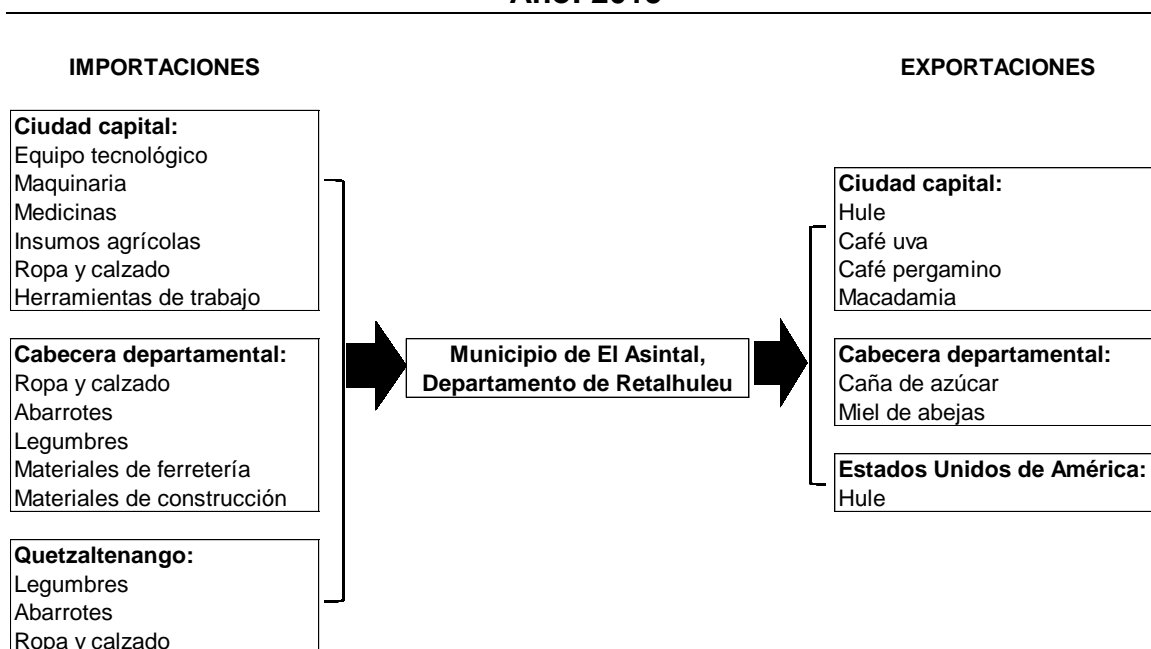 IMPORTACIONES
EXPORTACIONES
Ciudad capital:
Equipo tecnológico
Maquinaria
Medicinas
Insumos agrícolas
Ropa y calzado
Herramientas de trabajo
Cabecera departamental:
Ropa y calzado
Abarrotes
Legumbres
Materiales de ferretería
Materiales de construcción
Quetzaltenango:
Legumbres
Abarrotes
Ropa y calzado
Municipio de El Asintal,
Departamento de Retalhuleu
Ciudad capital:
Hule
Café uva
Café pergamino
Macadamia
Cabecera departamental:
Caña de azúcar
Miel de abejas
Estados Unidos de América:
Hule